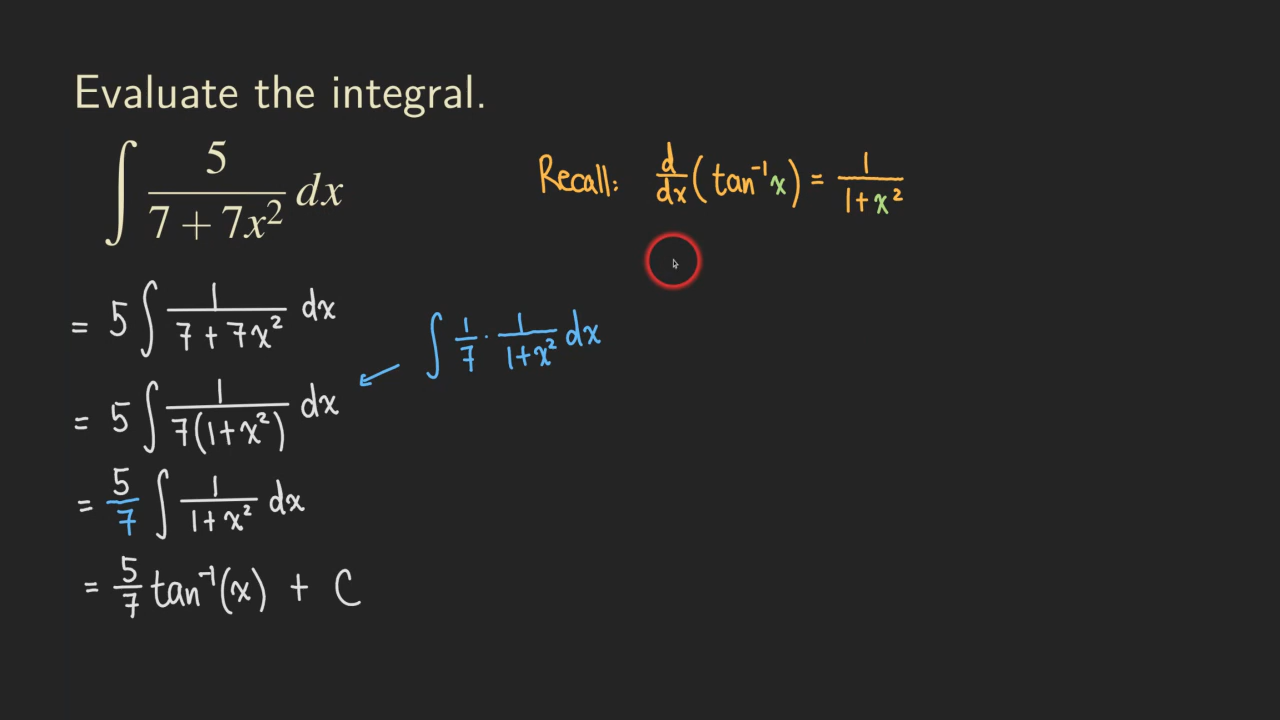 Evaluate the integral.
∫ 5/(7 + 7x²) dx
Recall: d/dx (tan⁻¹x) = 1/(1+x²)
= 5 ∫ 1/(7 + 7x²) dx
∫ 1/7 · 1/(1+x²) dx
= 5 ∫ 1/(7(1+x²)) dx
= 5/7 ∫ 1/(1+x²) dx
= 5/7 tan⁻¹(x) + C